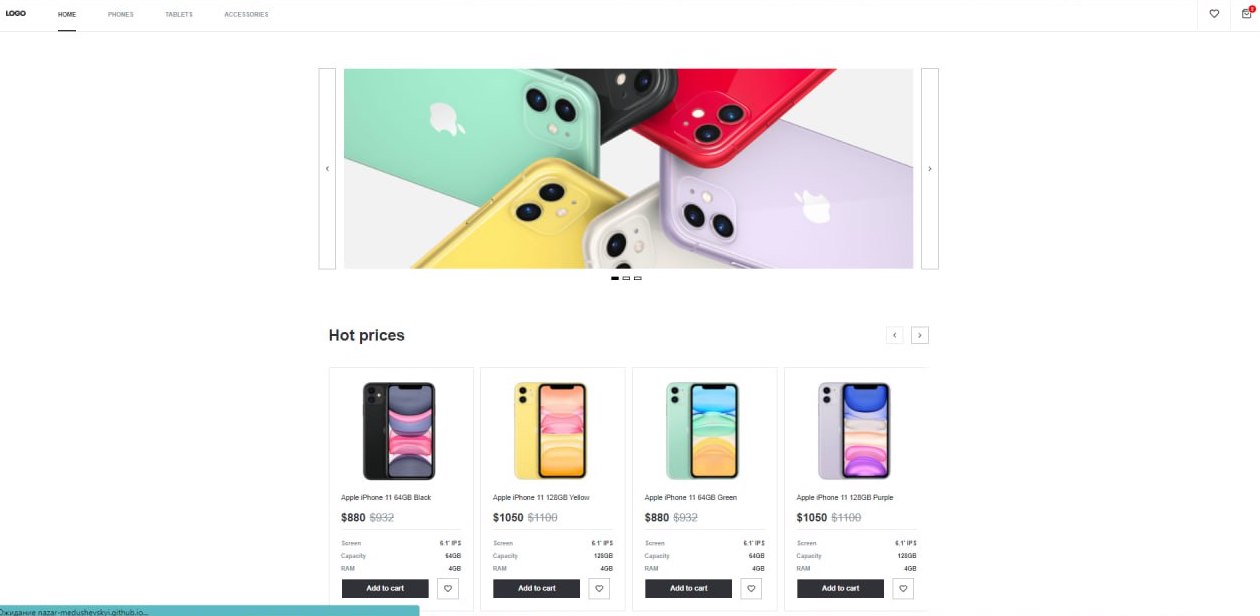 LOGO HOME PHONES TABLETS ACCESSORIES
Hot prices
Apple iPhone 11 64GB Black
$880 $932
Screen 6.1' IPS
Capacity 64GB
RAM 4GB
Add to cart
Apple iPhone 11 128GB Yellow
$1050 $1100
Screen 6.1' IPS
Capacity 128GB
RAM 4GB
Add to cart
Apple iPhone 11 64GB Green
$880 $932
Screen 6.1' IPS
Capacity 64GB
RAM 4GB
Add to cart
Apple iPhone 11 128GB Purple
$1050 $1100
Screen 6.1' IPS
Capacity 128GB
RAM 4GB
Add to cart
Ожидание nazar-medushevskyi.github.io...